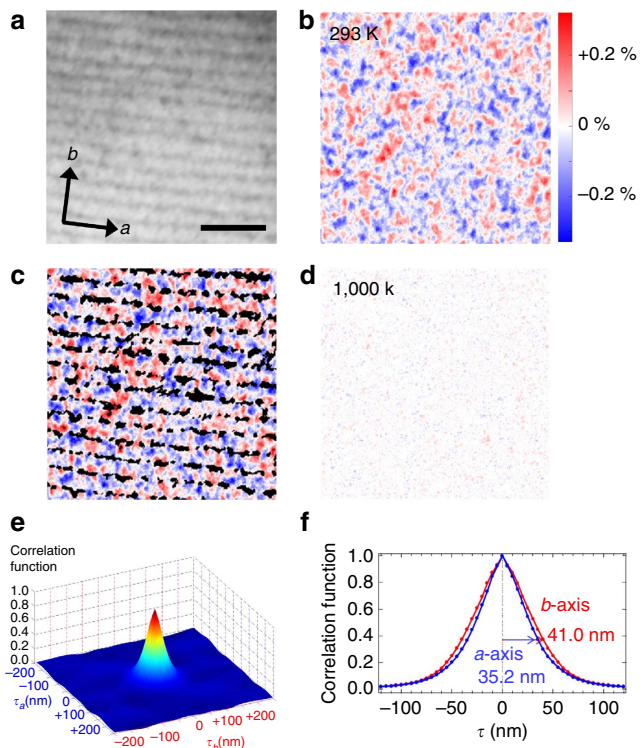 a
b
a
b
293 K
+0.2 %
0 %
–0.2 %
c
d
1,000 k
e
Correlation
function
1.0
0.8
0.6
0.4
0.2
0.0
–200
–100
0
+100
+200
τa(nm)
–200
–100
0
+100
+200
τb(nm)
f
Correlation function
1.0
0.8
0.6
0.4
0.2
0.0
b-axis
41.0 nm
a-axis
35.2 nm
–100
–50
0
50
100
τ (nm)